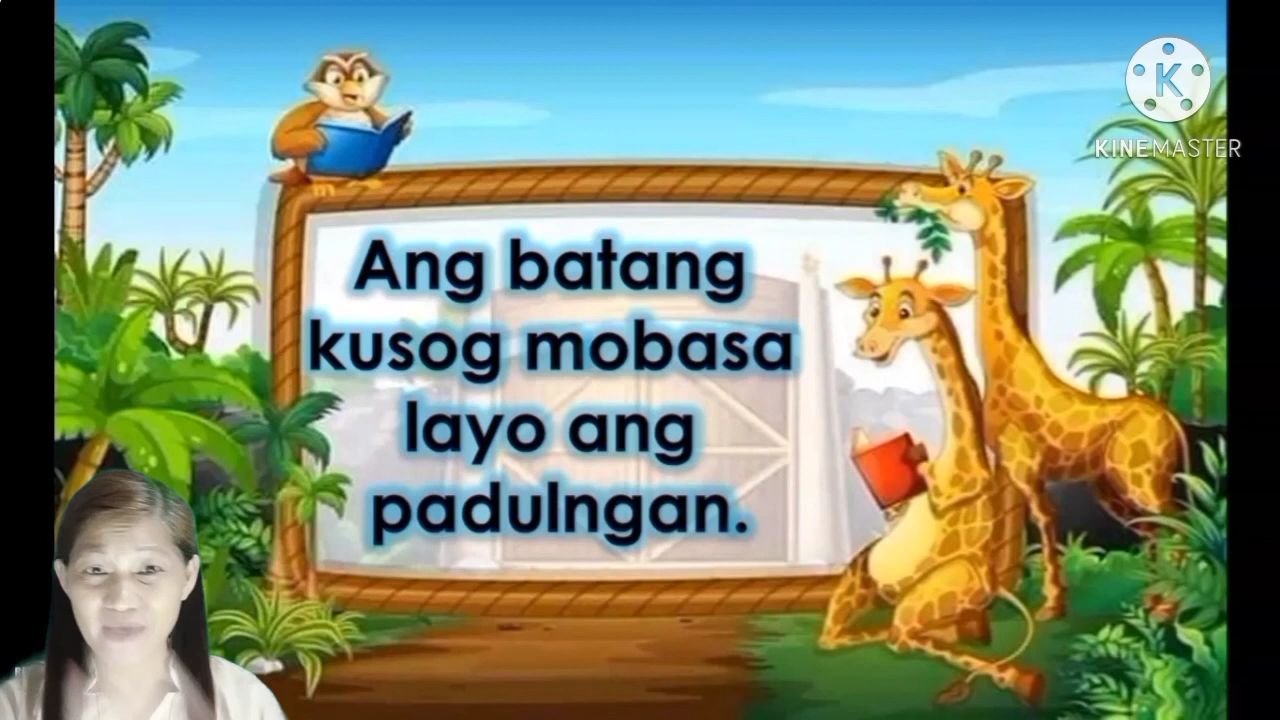 Ang batang
kusog mobasa
layo ang
padulngan.
K
KINEMASTER